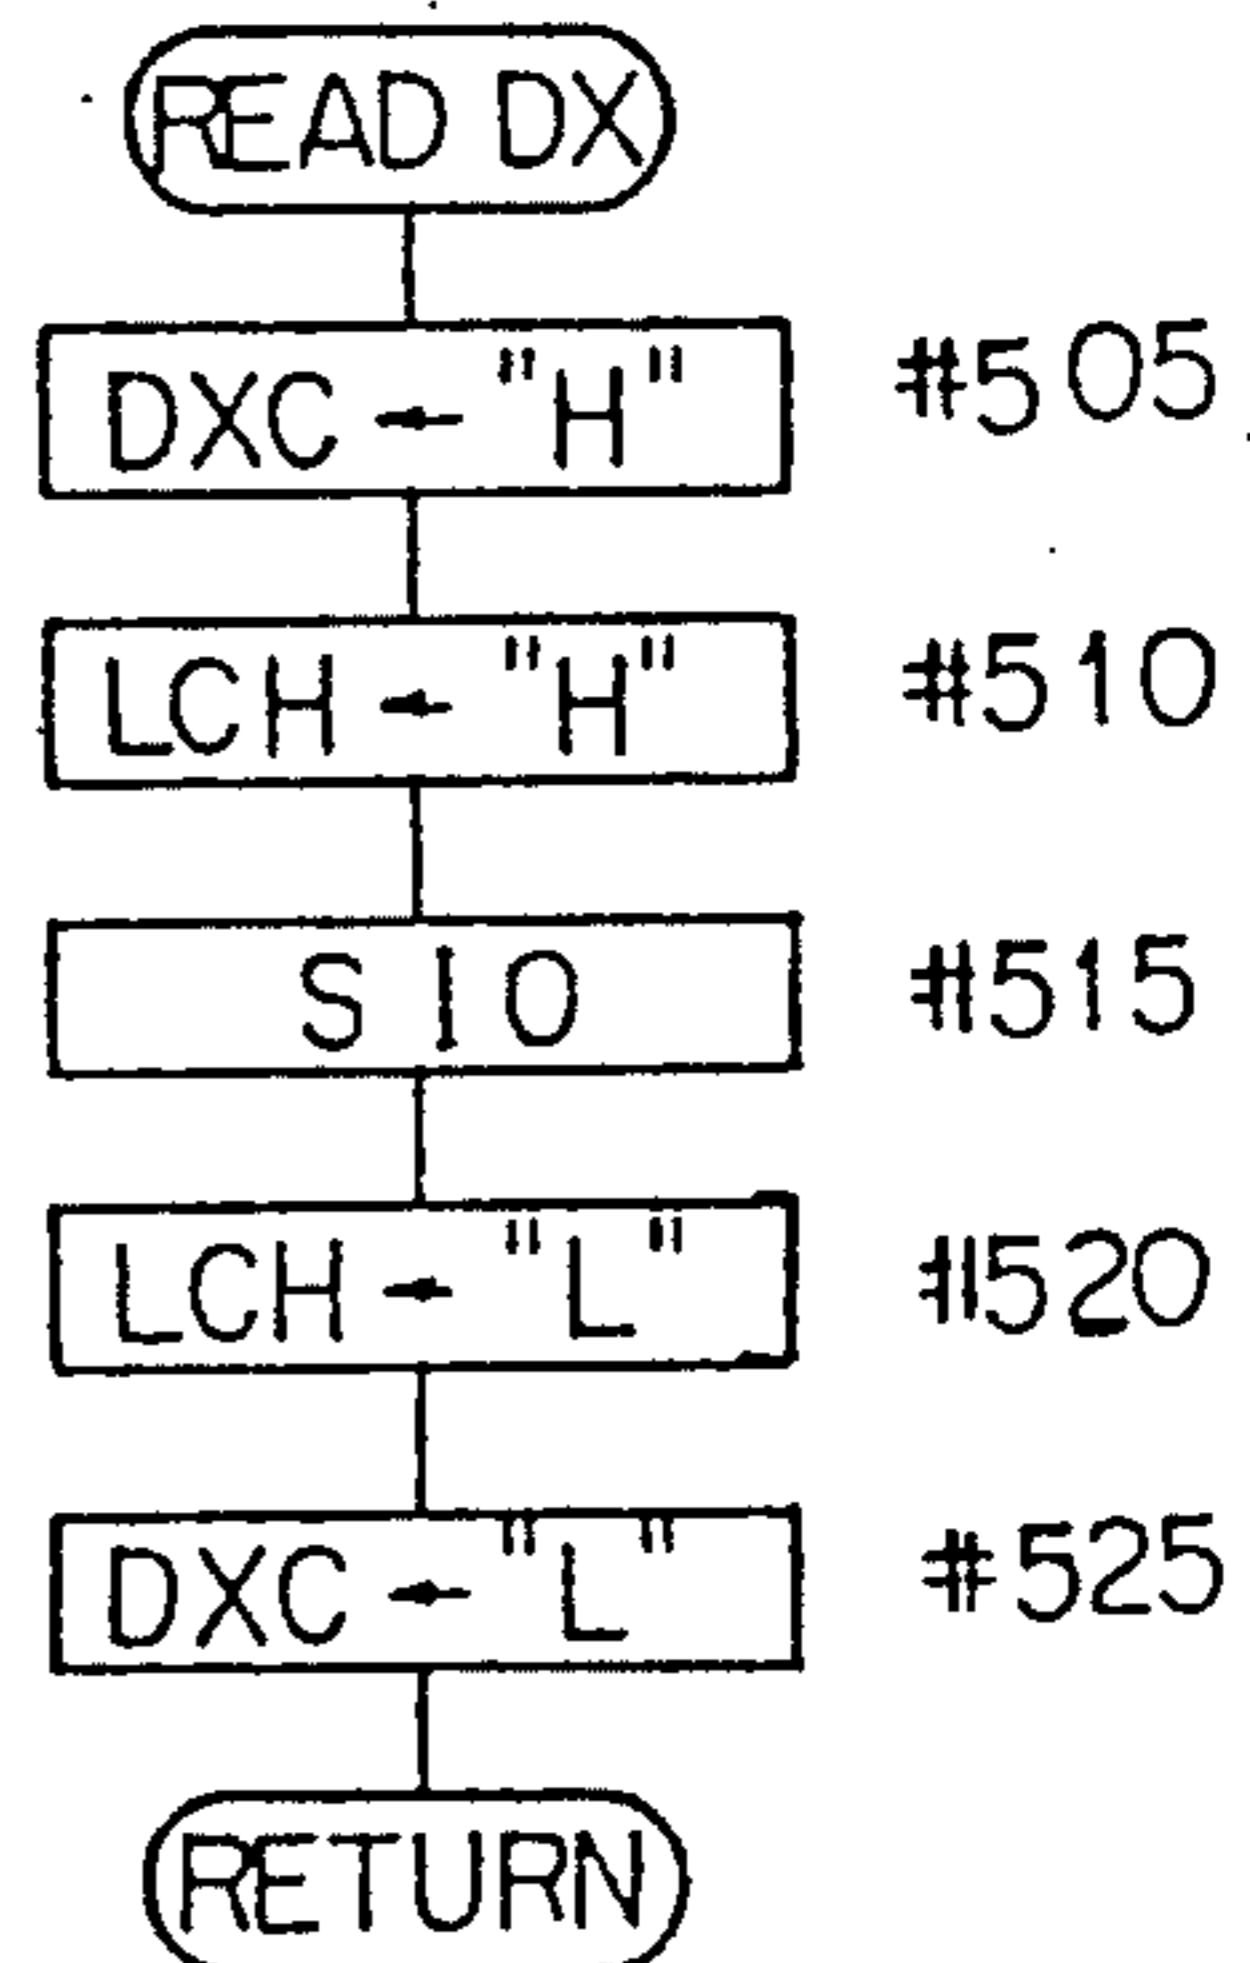 READ DX
DXC ← "H" #505
LCH ← "H" #510
SIO #515
LCH ← "L" #520
DXC ← "L" #525
RETURN